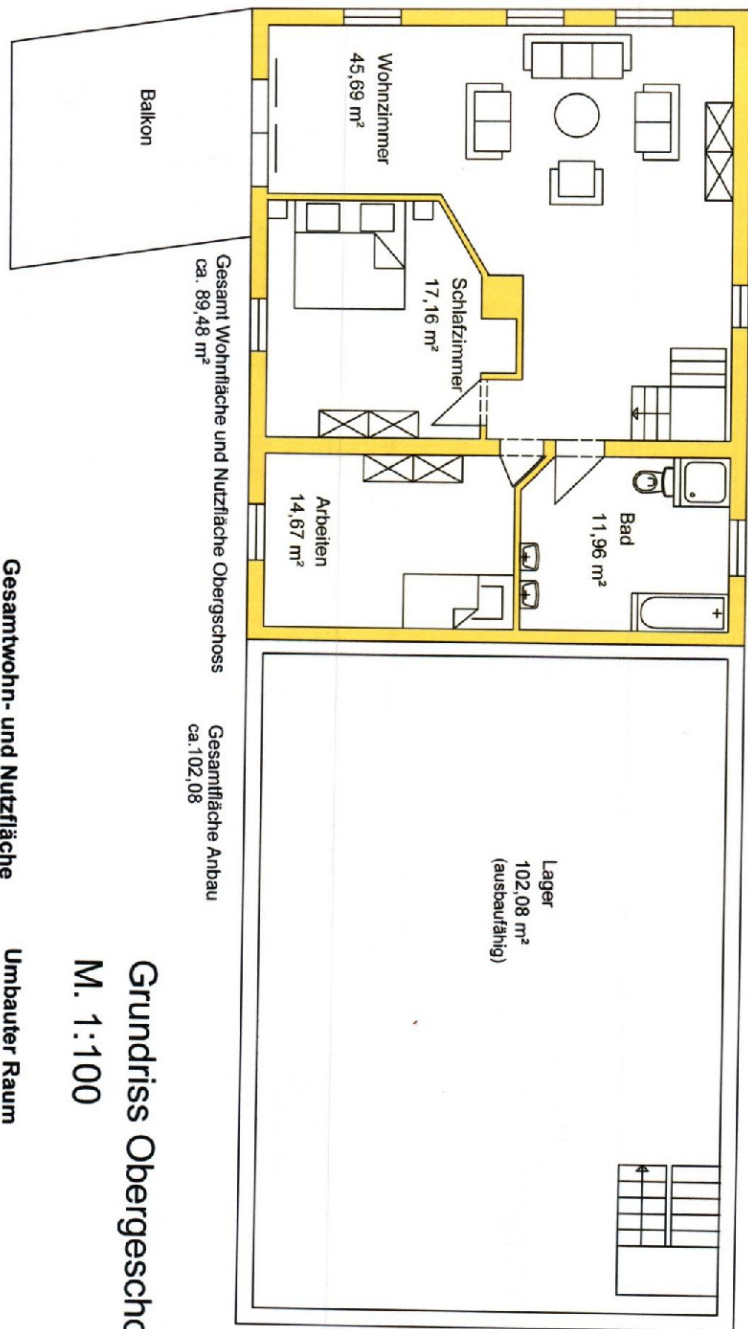 Wohnzimmer
45,69 m²
Schlafzimmer
17,16 m²
Bad
11,96 m²
Arbeiten
14,67 m²
Lager
102,08 m²
(ausbaufähig)
Balkon
Gesamt Wohnfläche und Nutzfläche Obergschoss
ca. 89,48 m²
Gesamtfläche Anbau
ca.102,08
Grundriss Obergescho
M. 1:100
Gesamtwohn- und Nutzfläche
Umbauter Raum